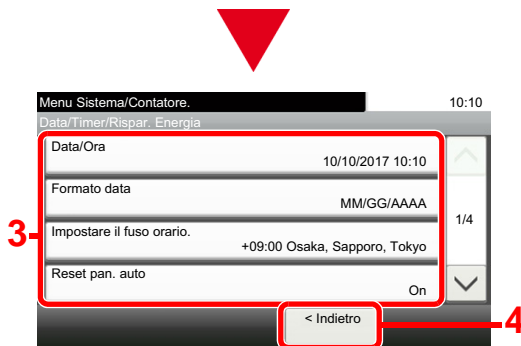 Menu Sistema/Contatore.
10:10
Data/Timer/Rispar. Energia
Data/Ora
10/10/2017 10:10
Formato data
MM/GG/AAAA
1/4
3
Impostare il fuso orario.
+09:00 Osaka, Sapporo, Tokyo
Reset pan. auto
On
< Indietro
4